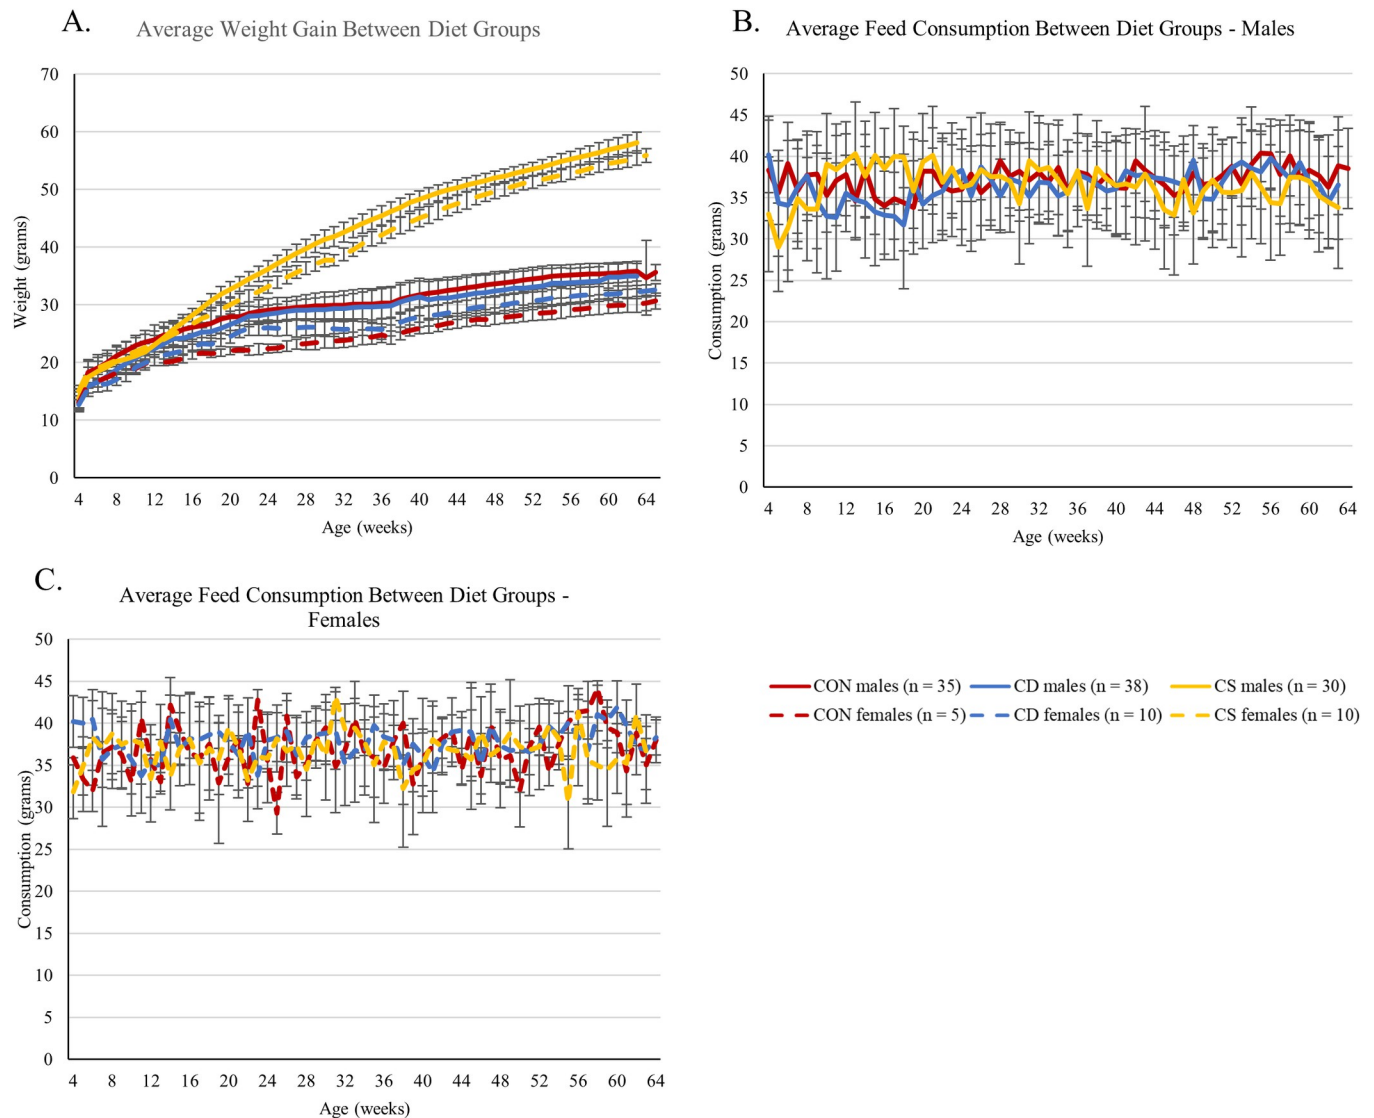 A.
Average Weight Gain Between Diet Groups
70
60
50
40
30
20
10
0
Weight (grams)
4 8 12 16 20 24 28 32 36 40 44 48 52 56 60 64
Age (weeks)
B.
Average Feed Consumption Between Diet Groups - Males
50
45
40
35
30
25
20
15
10
5
0
Consumption (grams)
4 8 12 16 20 24 28 32 36 40 44 48 52 56 60 64
Age (weeks)
C.
Average Feed Consumption Between Diet Groups -
Females
50
45
40
35
30
25
20
15
10
5
0
Consumption (grams)
4 8 12 16 20 24 28 32 36 40 44 48 52 56 60 64
Age (weeks)
CON males (n = 35) CD males (n = 38) CS males (n = 30)
CON females (n = 5) CD females (n = 10) CS females (n = 10)